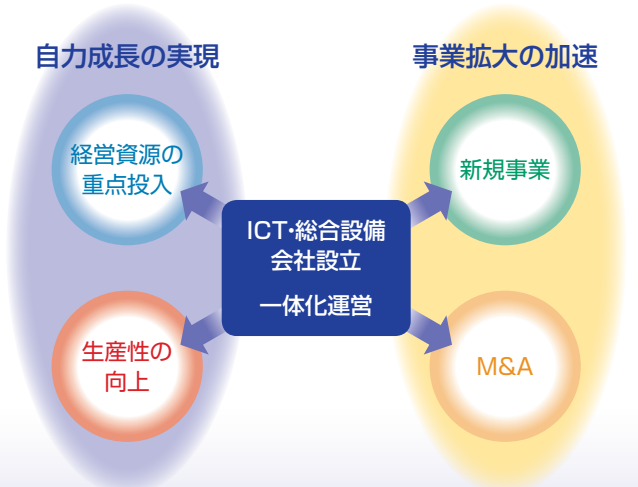 自力成長の実現
事業拡大の加速
経営資源の
重点投入
新規事業
ICT・総合設備
会社設立
一体化運営
生産性の
向上
M&A